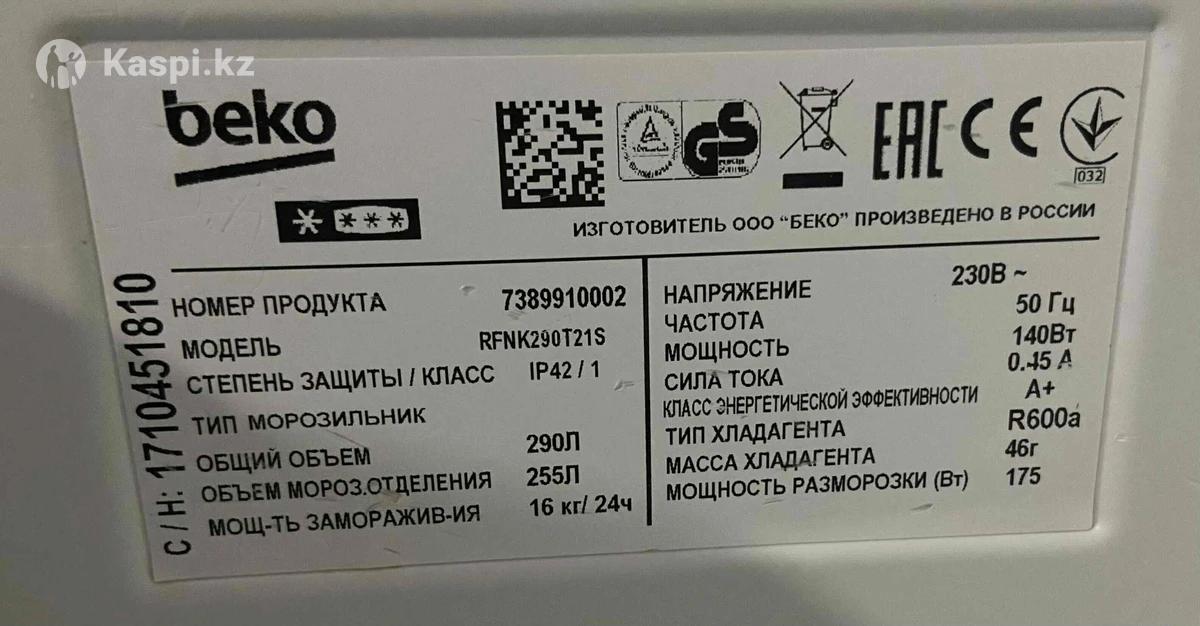 Kaspi.kz
beko
GS
EAC CE
032
ИЗГОТОВИТЕЛЬ ООО “БЕКО” ПРОИЗВЕДЕНО В РОССИИ
С / Н: 1710451810
НОМЕР ПРОДУКТА 7389910002
МОДЕЛЬ RFNK290T21S
СТЕПЕНЬ ЗАЩИТЫ / КЛАСС IP42 / 1
ТИП МОРОЗИЛЬНИК
ОБЩИЙ ОБЪЕМ 290Л
ОБЪЕМ МОРОЗ.ОТДЕЛЕНИЯ 255Л
МОЩ-ТЬ ЗАМОРАЖИВ-ИЯ 16 кг/ 24ч
НАПРЯЖЕНИЕ 230В ~
ЧАСТОТА 50 Гц
МОЩНОСТЬ 140Вт
СИЛА ТОКА 0.45 А
КЛАСС ЭНЕРГЕТИЧЕСКОЙ ЭФФЕКТИВНОСТИ А+
ТИП ХЛАДАГЕНТА R600a
МАССА ХЛАДАГЕНТА 46г
МОЩНОСТЬ РАЗМОРОЗКИ (Вт) 175